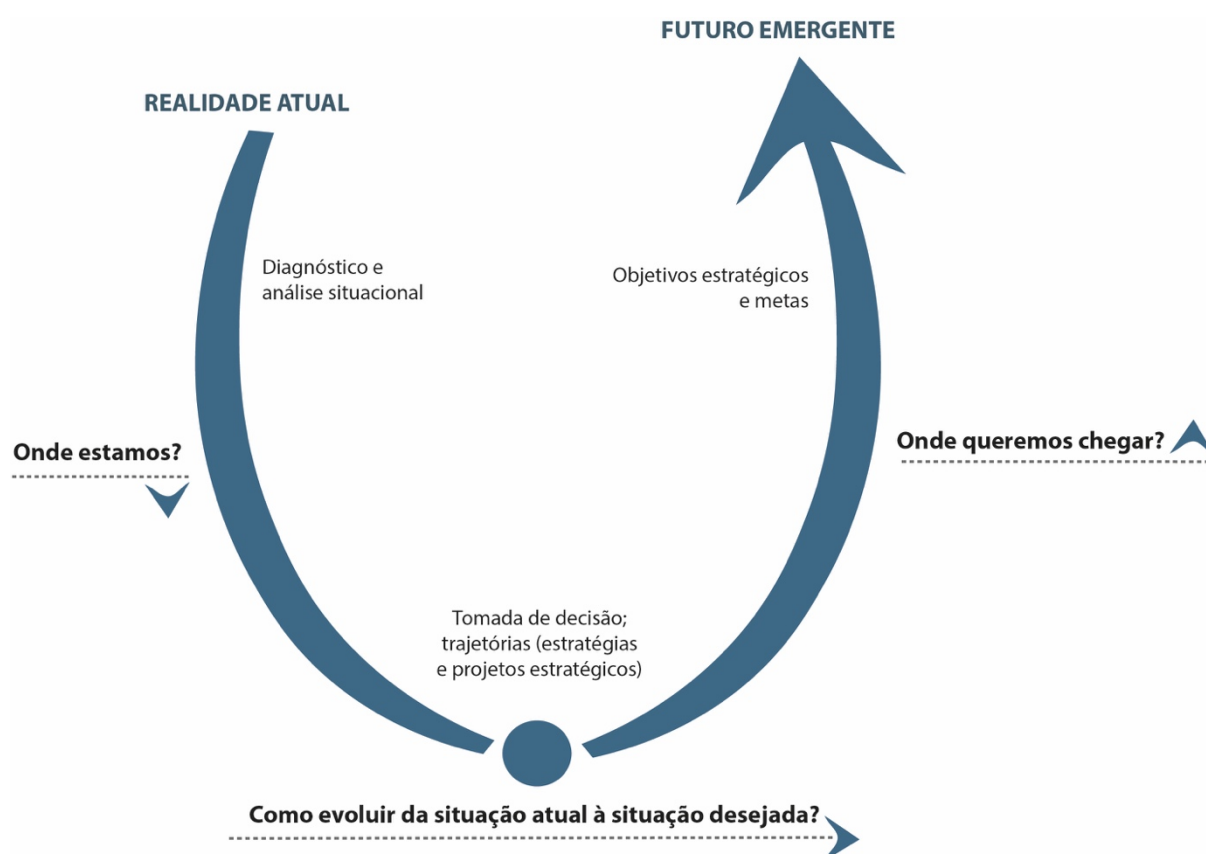 FUTURO EMERGENTE
REALIDADE ATUAL
Diagnóstico e
análise situacional
Objetivos estratégicos
e metas
Onde estamos?
Onde queremos chegar?
Tomada de decisão;
trajetórias (estratégias
e projetos estratégicos)
Como evoluir da situação atual à situação desejada?